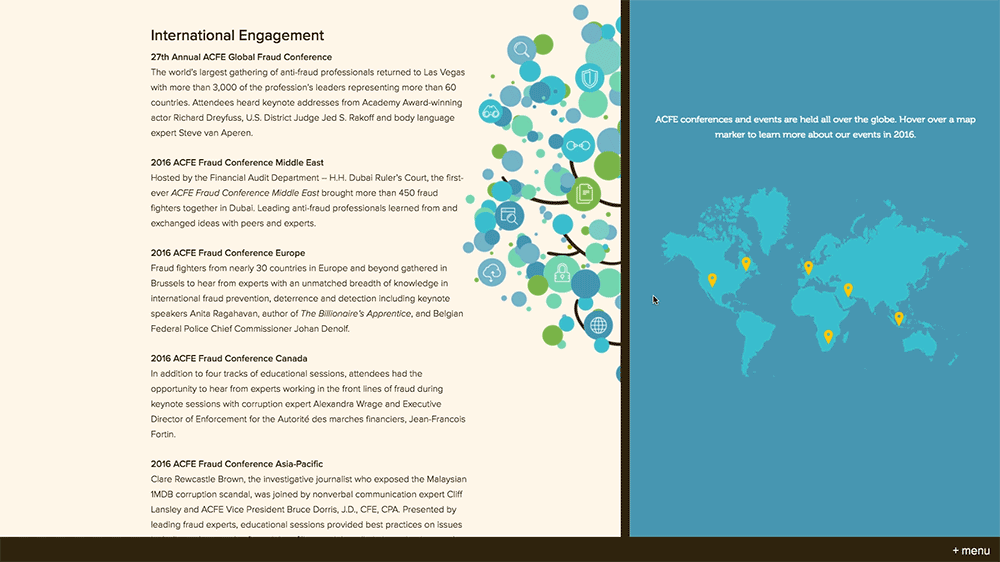 International Engagement
27th Annual ACFE Global Fraud Conference
The world's largest gathering of anti-fraud professionals returned to Las Vegas
with more than 3,000 of the profession's leaders representing more than 60
countries. Attendees heard keynote addresses from Academy Award-winning
actor Richard Dreyfuss, U.S. District Judge Jed S. Rakoff and body language
expert Steve van Aperen.
2016 ACFE Fraud Conference Middle East
Hosted by the Financial Audit Department – H.H. Dubai Ruler's Court, the first-
ever ACFE Fraud Conference Middle East brought more than 450 fraud
fighters together in Dubai. Leading anti-fraud professionals learned from and
exchanged ideas with peers and experts.
2016 ACFE Fraud Conference Europe
Fraud fighters from nearly 30 countries in Europe and beyond gathered in
Brussels to hear from experts with an unmatched breadth of knowledge in
international fraud prevention, deterrence and detection including keynote
speakers Anita Ragahavan, author of The Billionaire's Apprentice, and Belgian
Federal Police Chief Commissioner Johan Denolf.
2016 ACFE Fraud Conference Canada
In addition to four tracks of educational sessions, attendees had the
opportunity to hear from experts working in the front lines of fraud during
keynote sessions with corruption expert Alexandra Wrage and Executive
Director of Enforcement for the Autorité des marches financiers, Jean-Francois
Fortin.
2016 ACFE Fraud Conference Asia-Pacific
Clare Rewcastle Brown, the investigative journalist who exposed the Malaysian
1MDB corruption scandal, was joined by nonverbal communication expert Cliff
Lansley and ACFE Vice President Bruce Dorris, J.D., CFE, CPA. Presented by
leading fraud experts, educational sessions provided best practices on issues
ACFE conferences and events are held all over the globe. Hover over a map
marker to learn more about our events in 2016.
+ menu